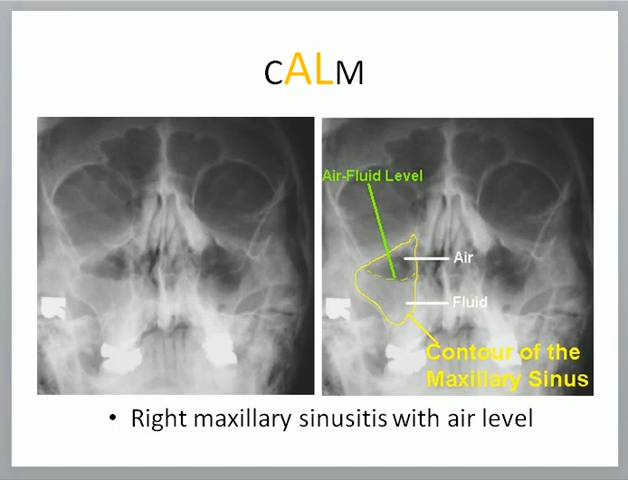 CALM
Air-Fluid Level
Air
Fluid
Contour of the
Maxillary Sinus
• Right maxillary sinusitis with air level